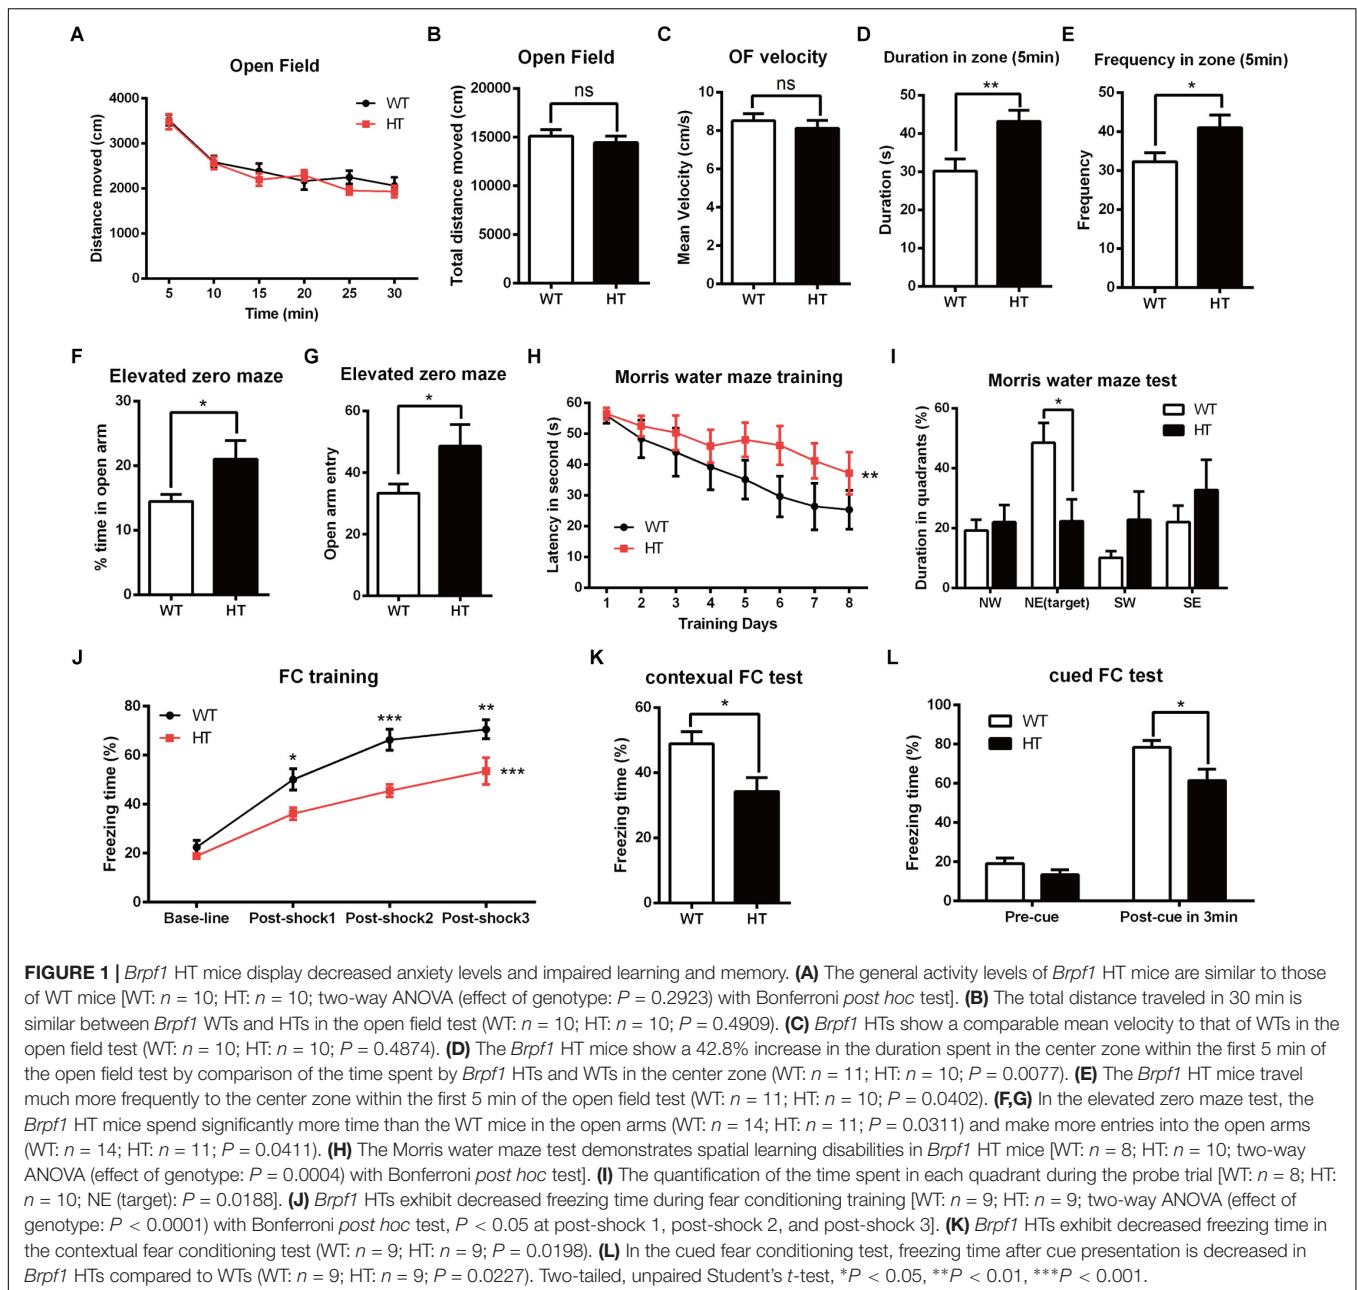 A
Open Field
4000
3000
2000
1000
0
Distance moved (cm)
WT
HT
5 10 15 20 25 30
Time (min)
B
Open Field
20000
15000
10000
5000
0
Total distance moved (cm)
ns
WT HT
C
OF velocity
10
8
6
4
2
0
Mean Velocity (cm/s)
ns
WT HT
D
Duration in zone (5min)
50
40
30
20
10
0
Duration (s)
**
WT HT
E
Frequency in zone (5min)
50
40
30
20
10
0
Frequency
*
WT HT
F
Elevated zero maze
30
20
10
0
% time in open arm
*
WT HT
G
Elevated zero maze
60
40
20
0
Open arm entry
*
WT HT
H
Morris water maze training
60
50
40
30
20
10
0
Latency in second (s)
WT
HT
**
1 2 3 4 5 6 7 8
Training Days
I
Morris water maze test
60
40
20
0
Duration in quadrants (%)
*
WT
HT
NW NE(target) SW SE
J
FC training
80
60
40
20
0
Freezing time (%)
WT
HT
*
***
**
***
Base-line Post-shock1 Post-shock2 Post-shock3
K
contexual FC test
60
40
20
0
Freezing time (%)
*
WT HT
L
cued FC test
100
80
60
40
20
0
Freezing time (%)
WT
HT
*
Pre-cue Post-cue in 3min
FIGURE 1 | Brpf1 HT mice display decreased anxiety levels and impaired learning and memory. (A) The general activity levels of Brpf1 HT mice are similar to those
of WT mice [WT: n = 10; HT: n = 10; two-way ANOVA (effect of genotype: P = 0.2923) with Bonferroni post hoc test]. (B) The total distance traveled in 30 min is
similar between Brpf1 WTs and HTs in the open field test (WT: n = 10; HT: n = 10; P = 0.4909). (C) Brpf1 HTs show a comparable mean velocity to that of WTs in the
open field test (WT: n = 10; HT: n = 10; P = 0.4874). (D) The Brpf1 HT mice show a 42.8% increase in the duration spent in the center zone within the first 5 min of
the open field test by comparison of the time spent by Brpf1 HTs and WTs in the center zone (WT: n = 11; HT: n = 10; P = 0.0077). (E) The Brpf1 HT mice travel
much more frequently to the center zone within the first 5 min of the open field test (WT: n = 11; HT: n = 10; P = 0.0402). (F,G) In the elevated zero maze test, the
Brpf1 HT mice spend significantly more time than the WT mice in the open arms (WT: n = 14; HT: n = 11; P = 0.0311) and make more entries into the open arms
(WT: n = 14; HT: n = 11; P = 0.0411). (H) The Morris water maze test demonstrates spatial learning disabilities in Brpf1 HT mice [WT: n = 8; HT: n = 10; two-way
ANOVA (effect of genotype: P = 0.0004) with Bonferroni post hoc test]. (I) The quantification of the time spent in each quadrant during the probe trial [WT: n = 8; HT:
n = 10; NE (target): P = 0.0188]. (J) Brpf1 HTs exhibit decreased freezing time during fear conditioning training [WT: n = 9; HT: n = 9; two-way ANOVA (effect of
genotype: P < 0.0001) with Bonferroni post hoc test, P < 0.05 at post-shock 1, post-shock 2, and post-shock 3]. (K) Brpf1 HTs exhibit decreased freezing time in
the contextual fear conditioning test (WT: n = 9; HT: n = 9; P = 0.0198). (L) In the cued fear conditioning test, freezing time after cue presentation is decreased in
Brpf1 HTs compared to WTs (WT: n = 9; HT: n = 9; P = 0.0227). Two-tailed, unpaired Student's t-test, *P < 0.05, **P < 0.01, ***P < 0.001.